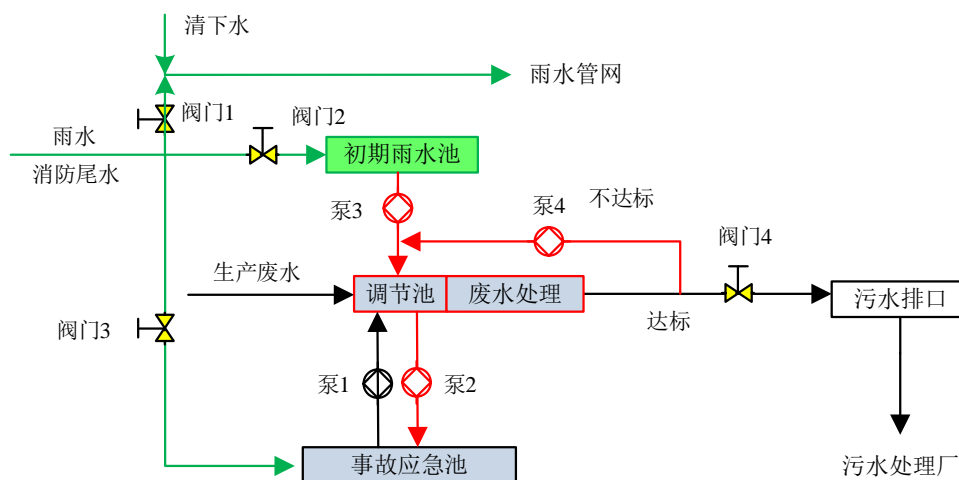 清下水
雨水管网
阀门1
阀门2
雨水
消防尾水
初期雨水池
泵3
泵4
不达标
阀门4
生产废水
调节池
废水处理
达标
污水排口
阀门3
泵1
泵2
事故应急池
污水处理厂